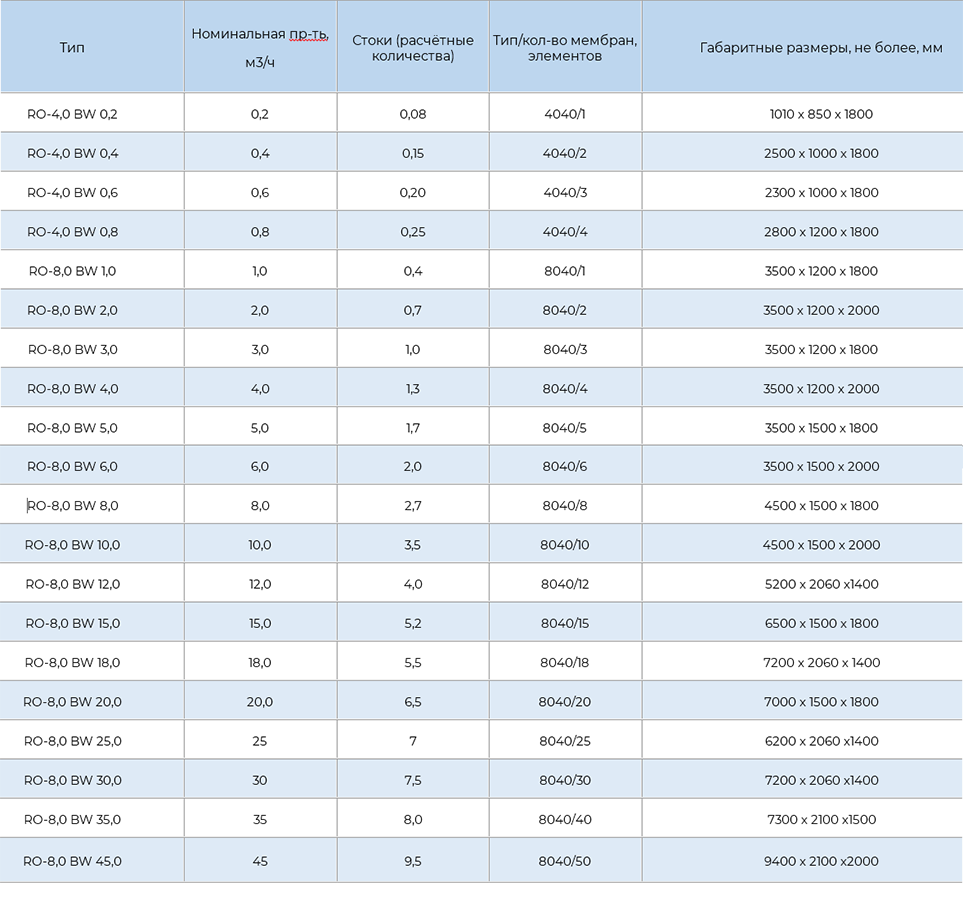 Тип
Номинальная пр-ть,
м3/ч
Стоки (расчётные
количества)
Тип/кол-во мембран,
элементов
Габаритные размеры, не более, мм
RO-4,0 BW 0,2 0,2 0,08 4040/1 1010 x 850 x 1800
RO-4,0 BW 0,4 0,4 0,15 4040/2 2500 x 1000 x 1800
RO-4,0 BW 0,6 0,6 0,20 4040/3 2300 x 1000 x 1800
RO-4,0 BW 0,8 0,8 0,25 4040/4 2800 x 1200 x 1800
RO-8,0 BW 1,0 1,0 0,4 8040/1 3500 x 1200 x 1800
RO-8,0 BW 2,0 2,0 0,7 8040/2 3500 x 1200 x 2000
RO-8,0 BW 3,0 3,0 1,0 8040/3 3500 x 1200 x 1800
RO-8,0 BW 4,0 4,0 1,3 8040/4 3500 x 1200 x 2000
RO-8,0 BW 5,0 5,0 1,7 8040/5 3500 x 1500 x 1800
RO-8,0 BW 6,0 6,0 2,0 8040/6 3500 x 1500 x 2000
RO-8,0 BW 8,0 8,0 2,7 8040/8 4500 x 1500 x 1800
RO-8,0 BW 10,0 10,0 3,5 8040/10 4500 x 1500 x 2000
RO-8,0 BW 12,0 12,0 4,0 8040/12 5200 x 2060 x1400
RO-8,0 BW 15,0 15,0 5,2 8040/15 6500 x 1500 x 1800
RO-8,0 BW 18,0 18,0 5,5 8040/18 7200 x 2060 x 1400
RO-8,0 BW 20,0 20,0 6,5 8040/20 7000 x 1500 x 1800
RO-8,0 BW 25,0 25 7 8040/25 6200 x 2060 x1400
RO-8,0 BW 30,0 30 7,5 8040/30 7200 x 2060 x1400
RO-8,0 BW 35,0 35 8,0 8040/40 7300 x 2100 x1500
RO-8,0 BW 45,0 45 9,5 8040/50 9400 x 2100 x2000